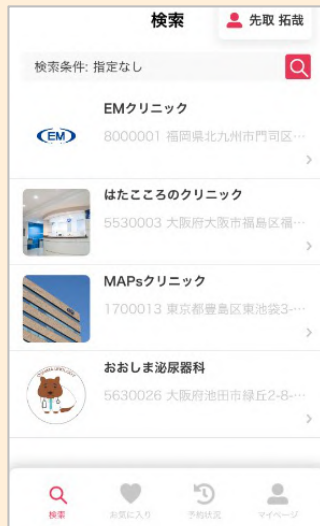 検索
先取 拓哉
検索条件: 指定なし
EMクリニック
EM
8000001 福岡県北九州市門司区…
はたこころのクリニック
5530003 大阪府大阪市福島区福…
MAPsクリニック
1700013 東京都豊島区東池袋3-…
おおしま泌尿器科
5630026 大阪府池田市緑丘2-8-…
検索
お気に入り
予約状況
マイページ